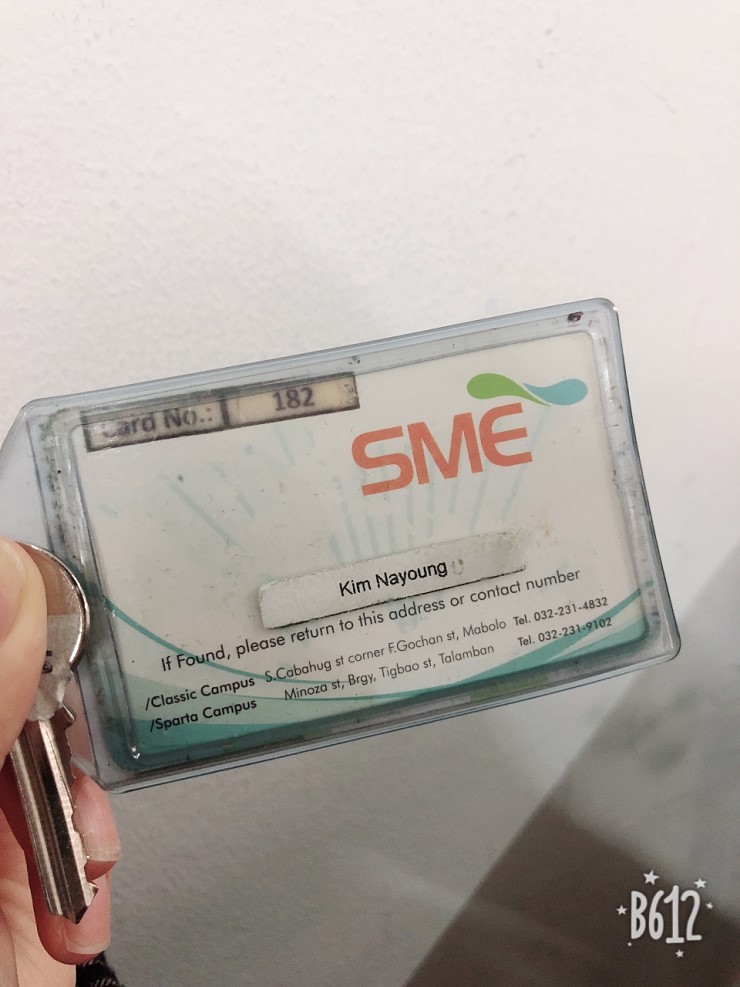 Card No.: 182
SME
Kim Nayoung
If Found, please return to this address or contact number
/Classic Campus S.Cabahug st corner F.Gochan st, Mabolo Tel. 032-231-4832
/Sparta Campus Minoza st, Brgy, Tigbao st, Talamban Tel. 032-231-9102
B612